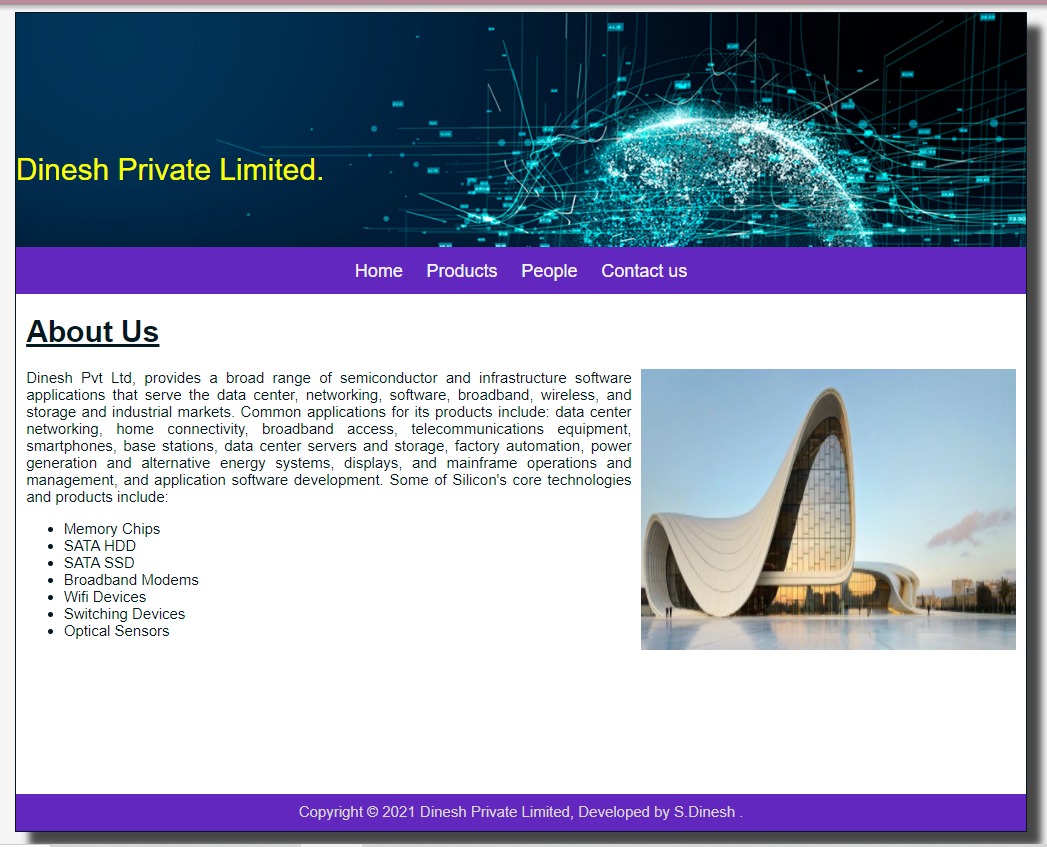 Dinesh Private Limited.
Home Products People Contact us
About Us
Dinesh Pvt Ltd, provides a broad range of semiconductor and infrastructure software
applications that serve the data center, networking, software, broadband, wireless, and
storage and industrial markets. Common applications for its products include: data center
networking, home connectivity, broadband access, telecommunications equipment,
smartphones, base stations, data center servers and storage, factory automation, power
generation and alternative energy systems, displays, and mainframe operations and
management, and application software development. Some of Silicon's core technologies
and products include:
Memory Chips
SATA HDD
SATA SSD
Broadband Modems
Wifi Devices
Switching Devices
Optical Sensors
Copyright © 2021 Dinesh Private Limited, Developed by S.Dinesh .